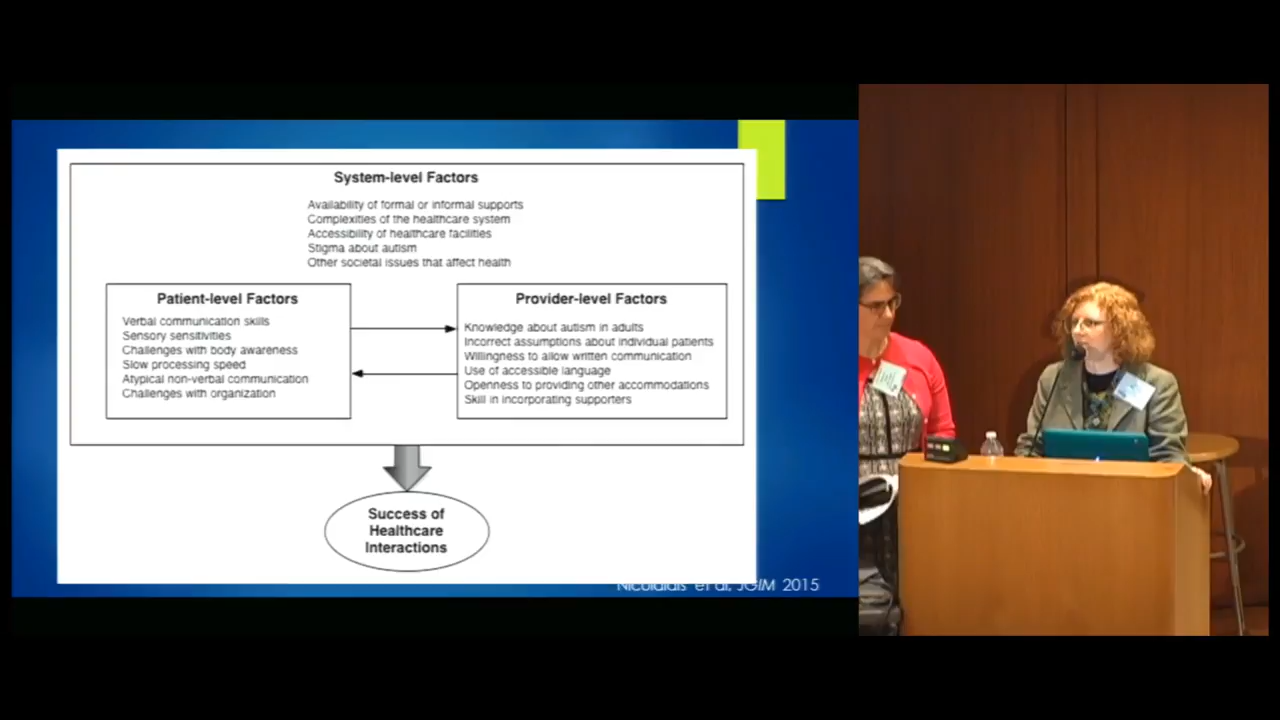 System-level Factors
Availability of formal or informal supports
Complexities of the healthcare system
Accessibility of healthcare facilities
Stigma about autism
Other societal issues that affect health
Patient-level Factors
Verbal communication skills
Sensory sensitivities
Challenges with body awareness
Slow processing speed
Atypical non-verbal communication
Challenges with organization
Provider-level Factors
Knowledge about autism in adults
Incorrect assumptions about individual patients
Willingness to allow written communication
Use of accessible language
Openness to providing other accommodations
Skill in incorporating supporters
Success of
Healthcare
Interactions
Nicolaidis et al, JGIM 2015